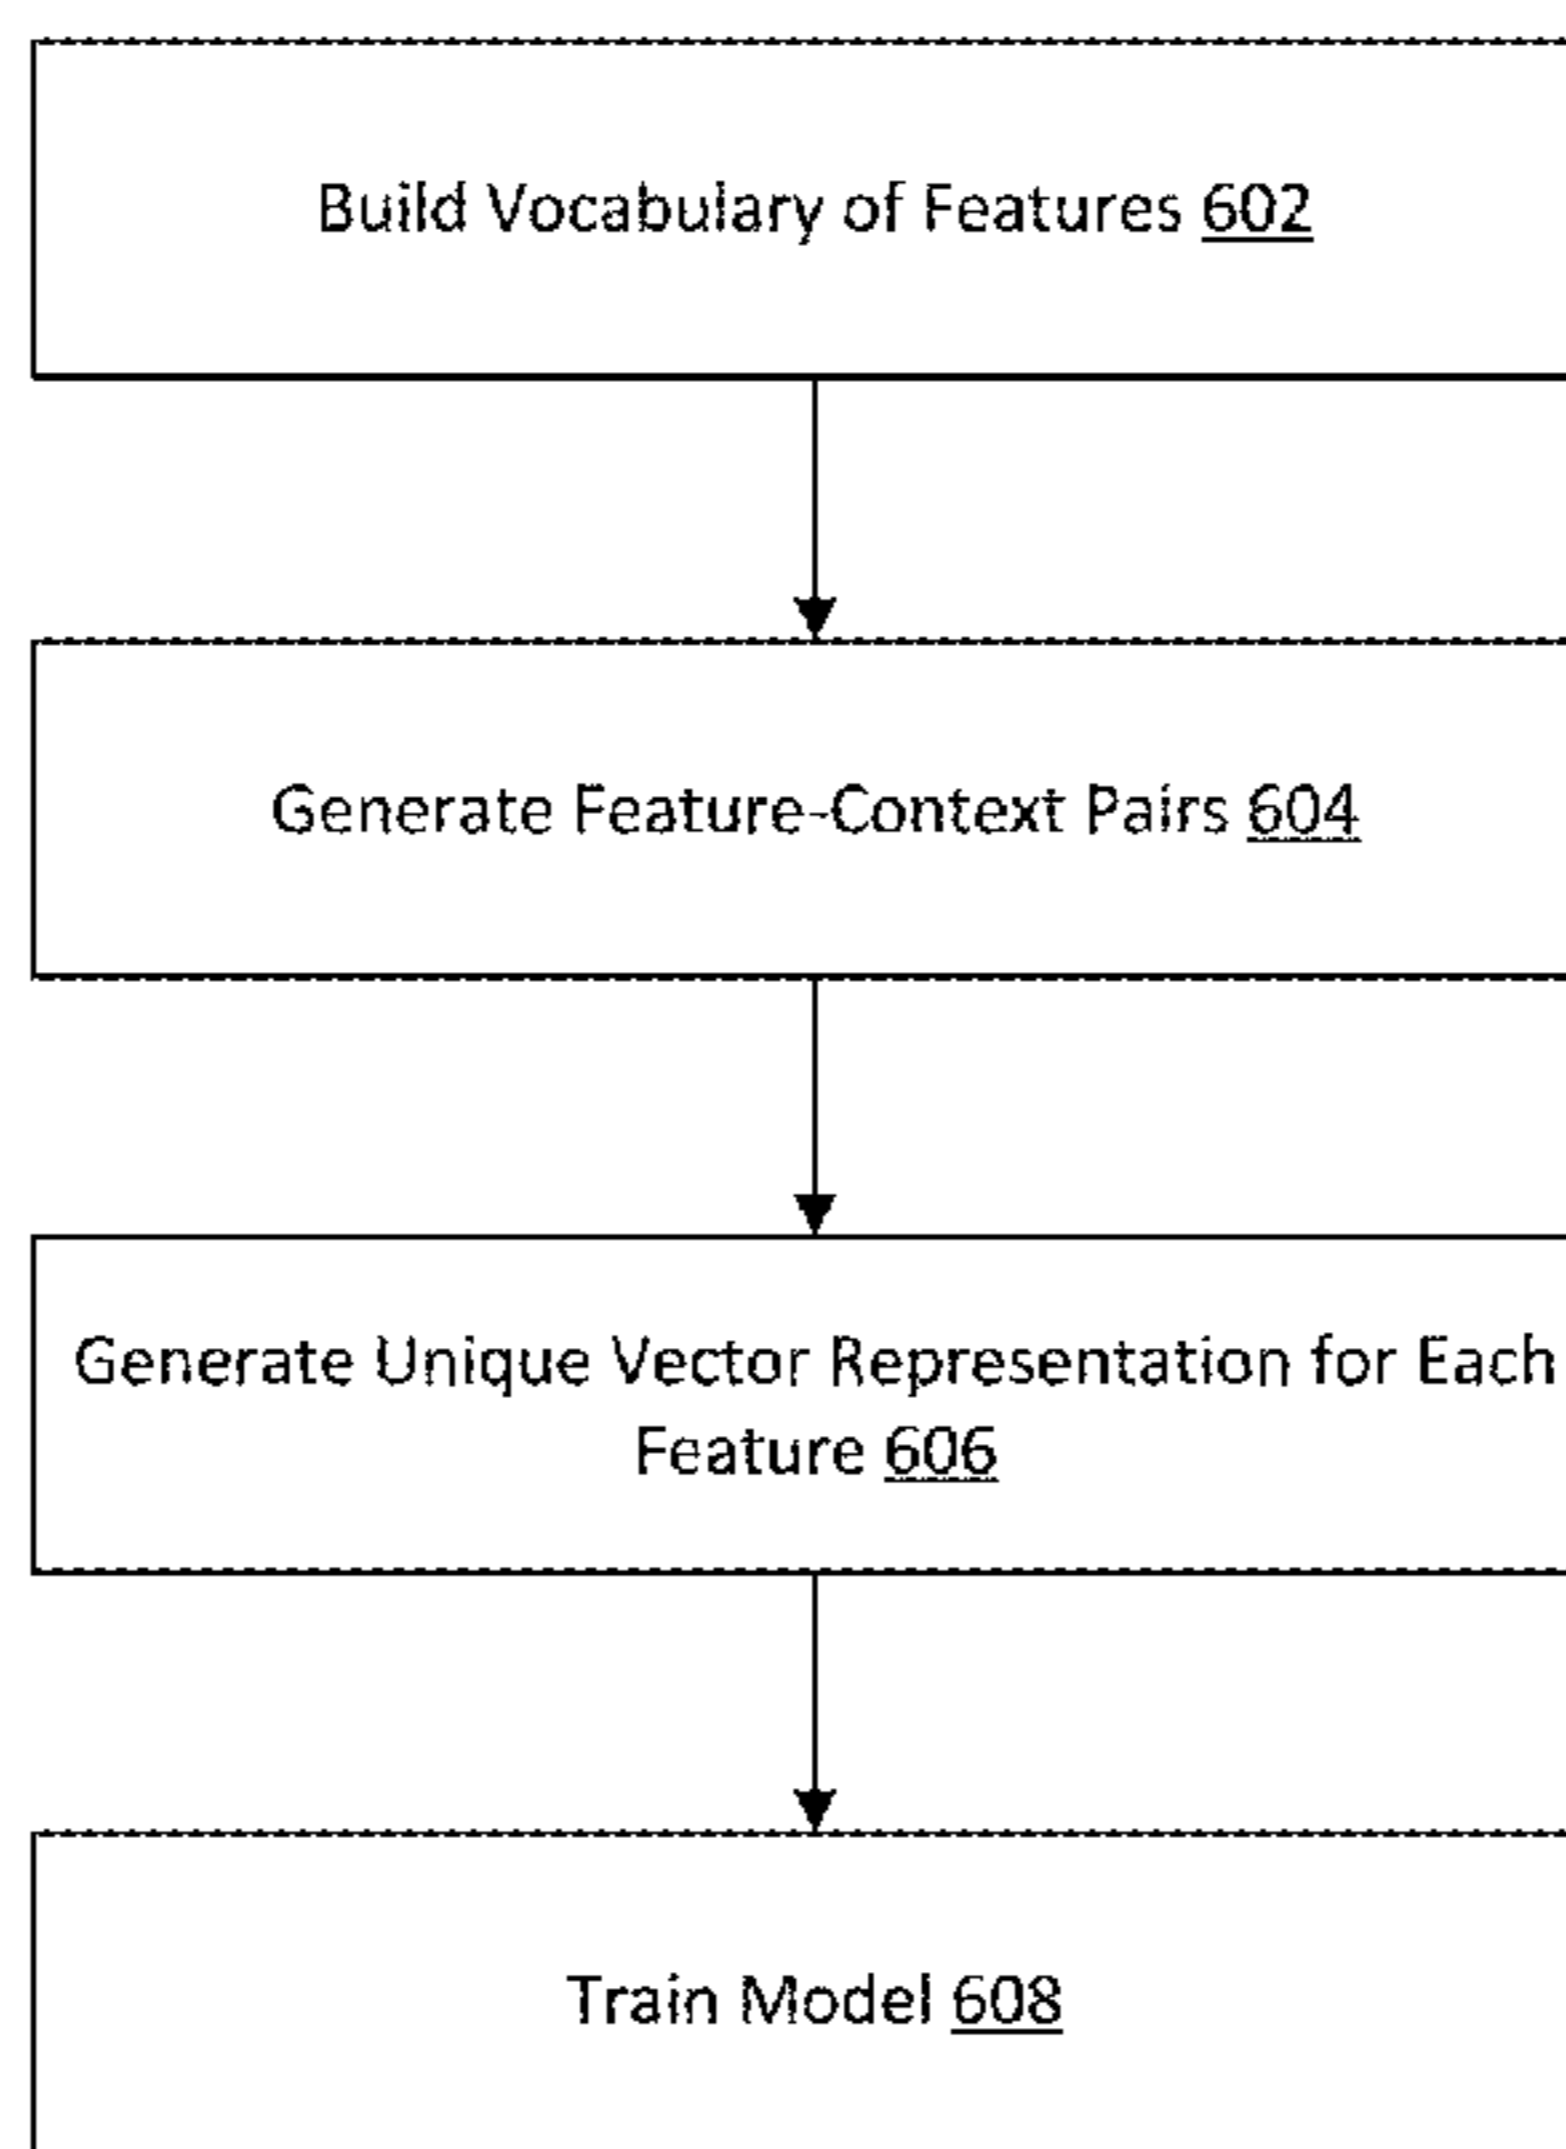 Build Vocabulary of Features 602
Generate Feature-Context Pairs 604
Generate Unique Vector Representation for Each
Feature 606
Train Model 608